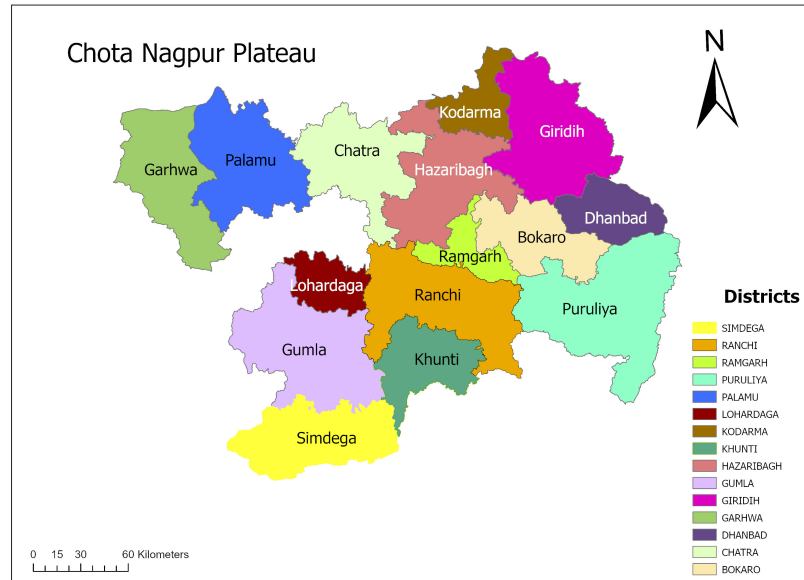 Chota Nagpur Plateau
N
Kodarma
Giridih
Chatra
Palamu
Garhwa
Hazaribagh
Dhanbad
Bokaro
Ramgarh
Lohardaga
Ranchi
Puruliya
Gumla
Khunti
Simdega
Districts
SIMDEGA
RANCHI
RAMGARH
PURULIYA
PALAMU
LOHARDAGA
KODARMA
KHUNTI
HAZARIBAGH
GUMLA
GIRIDIH
GARHWA
DHANBAD
CHATRA
BOKARO
0 15 30 60 Kilometers